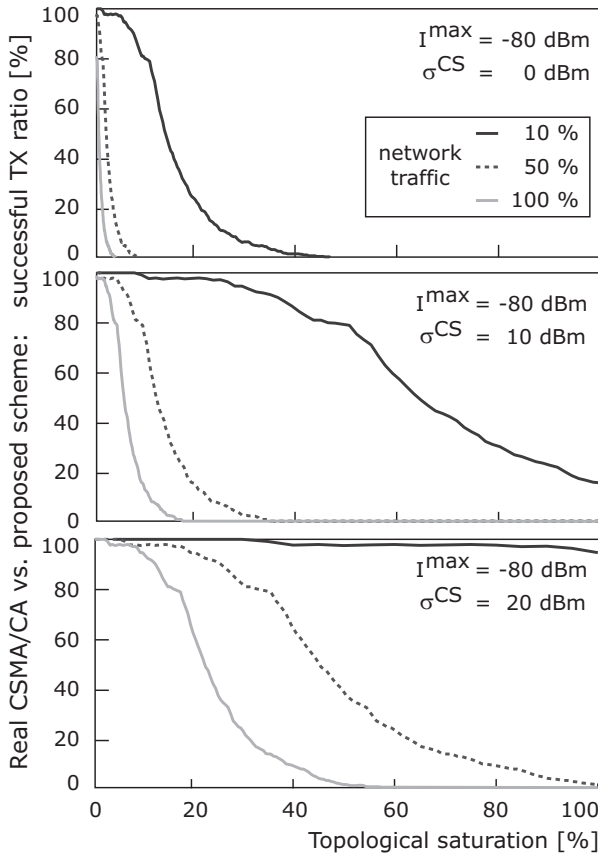 Real CSMA/CA vs. proposed scheme: successful TX ratio [%]
100
80
60
40
20
0
I^max = -80 dBm
σ^CS = 0 dBm
network traffic
10 %
50 %
100 %
100
80
60
40
20
0
I^max = -80 dBm
σ^CS = 10 dBm
100
80
60
40
20
0
I^max = -80 dBm
σ^CS = 20 dBm
0 20 40 60 80 100
Topological saturation [%]